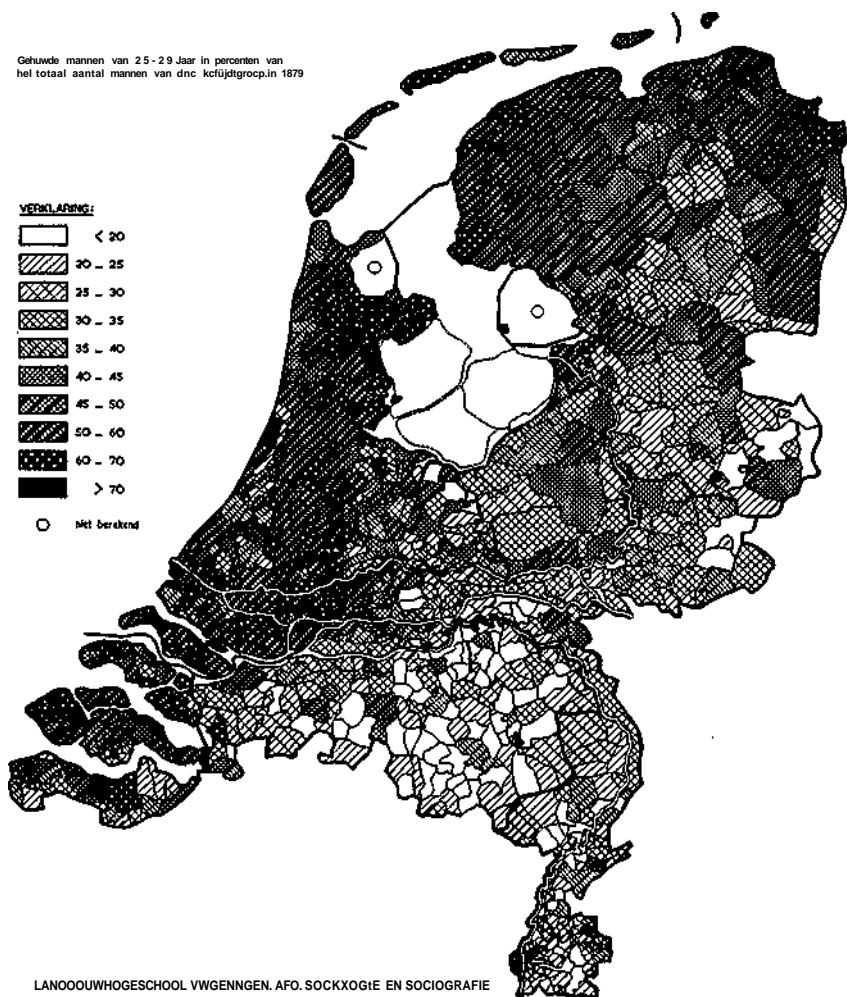 Gehuwde mannen van 25-29 Jaar in percenten van
hel totaal aantal mannen van dnc kcfüjdtgrocp.in 1879
VERKLARING:
< 20
20 - 25
25 - 30
30 - 35
35 - 40
40 - 45
45 - 50
50 - 60
60 - 70
> 70
Niet berekend
LANOOOUWHOGESCHOOL VWGENNGEN. AFO. SOCKXOGtE EN SOCIOGRAFIE